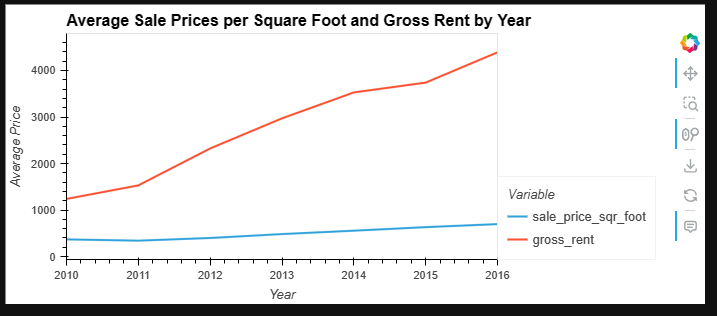 Average Sale Prices per Square Foot and Gross Rent by Year
Average Price
4000
3000
2000
1000
0
2010 2011 2012 2013 2014 2015 2016
Year
Variable
sale_price_sqr_foot
gross_rent